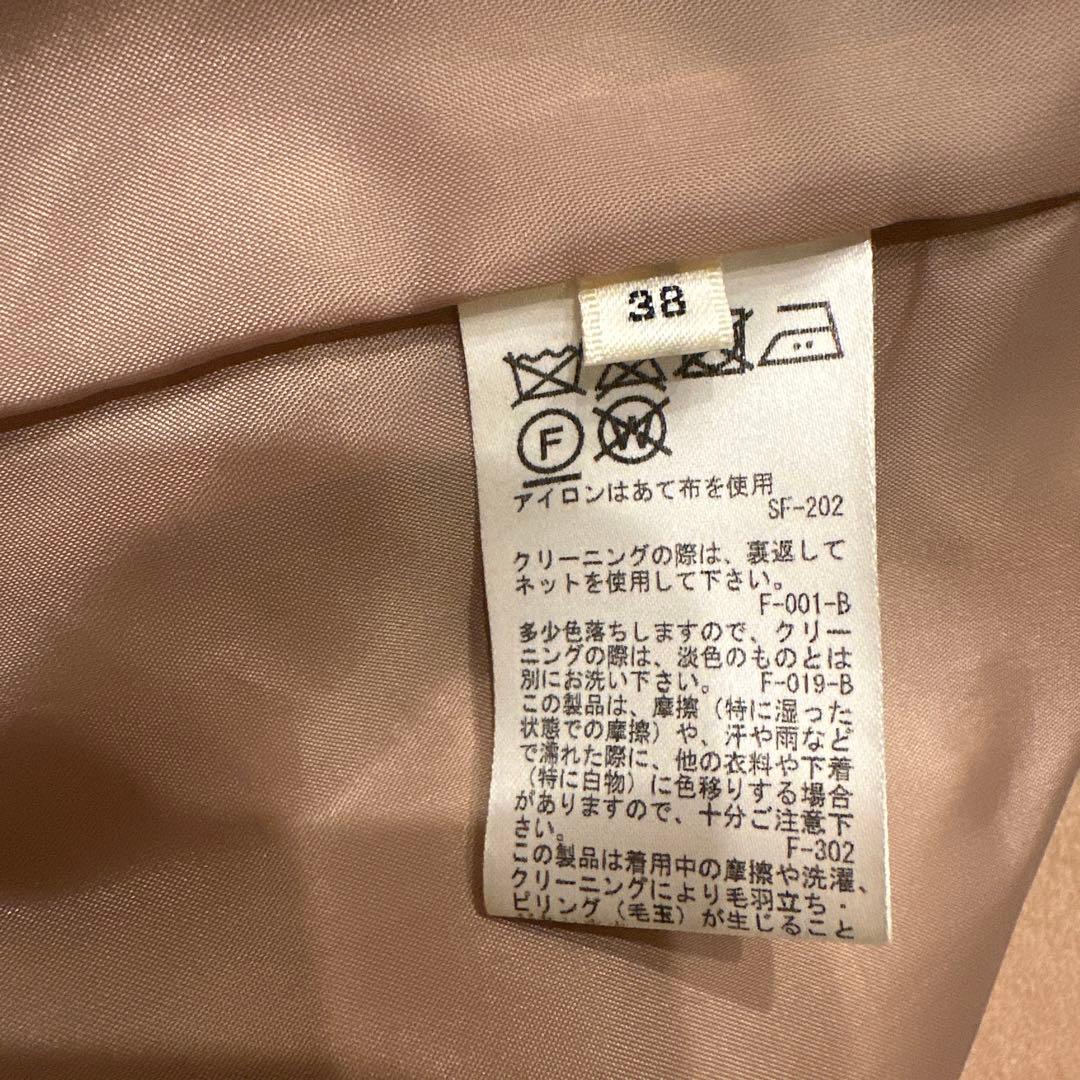 38
F
W
アイロンはあて布を使用
SF-202
クリーニングの際は、裏返して
ネットを使用して下さい。
F-001-B
多少色落ちしますので、クリー
ニングの際は、淡色のものとは
別にお洗い下さい。 F-019-B
この製品は、摩擦（特に湿った
状態での摩擦）や、汗や雨など
で濡れた際に、他の衣料や下着
（特に白物）に色移りする場合
がありますので、十分ご注意下
さい。
F-302
この製品は着用中の摩擦や洗濯、
クリーニングにより毛羽立ち・
ピリング（毛玉）が生じること